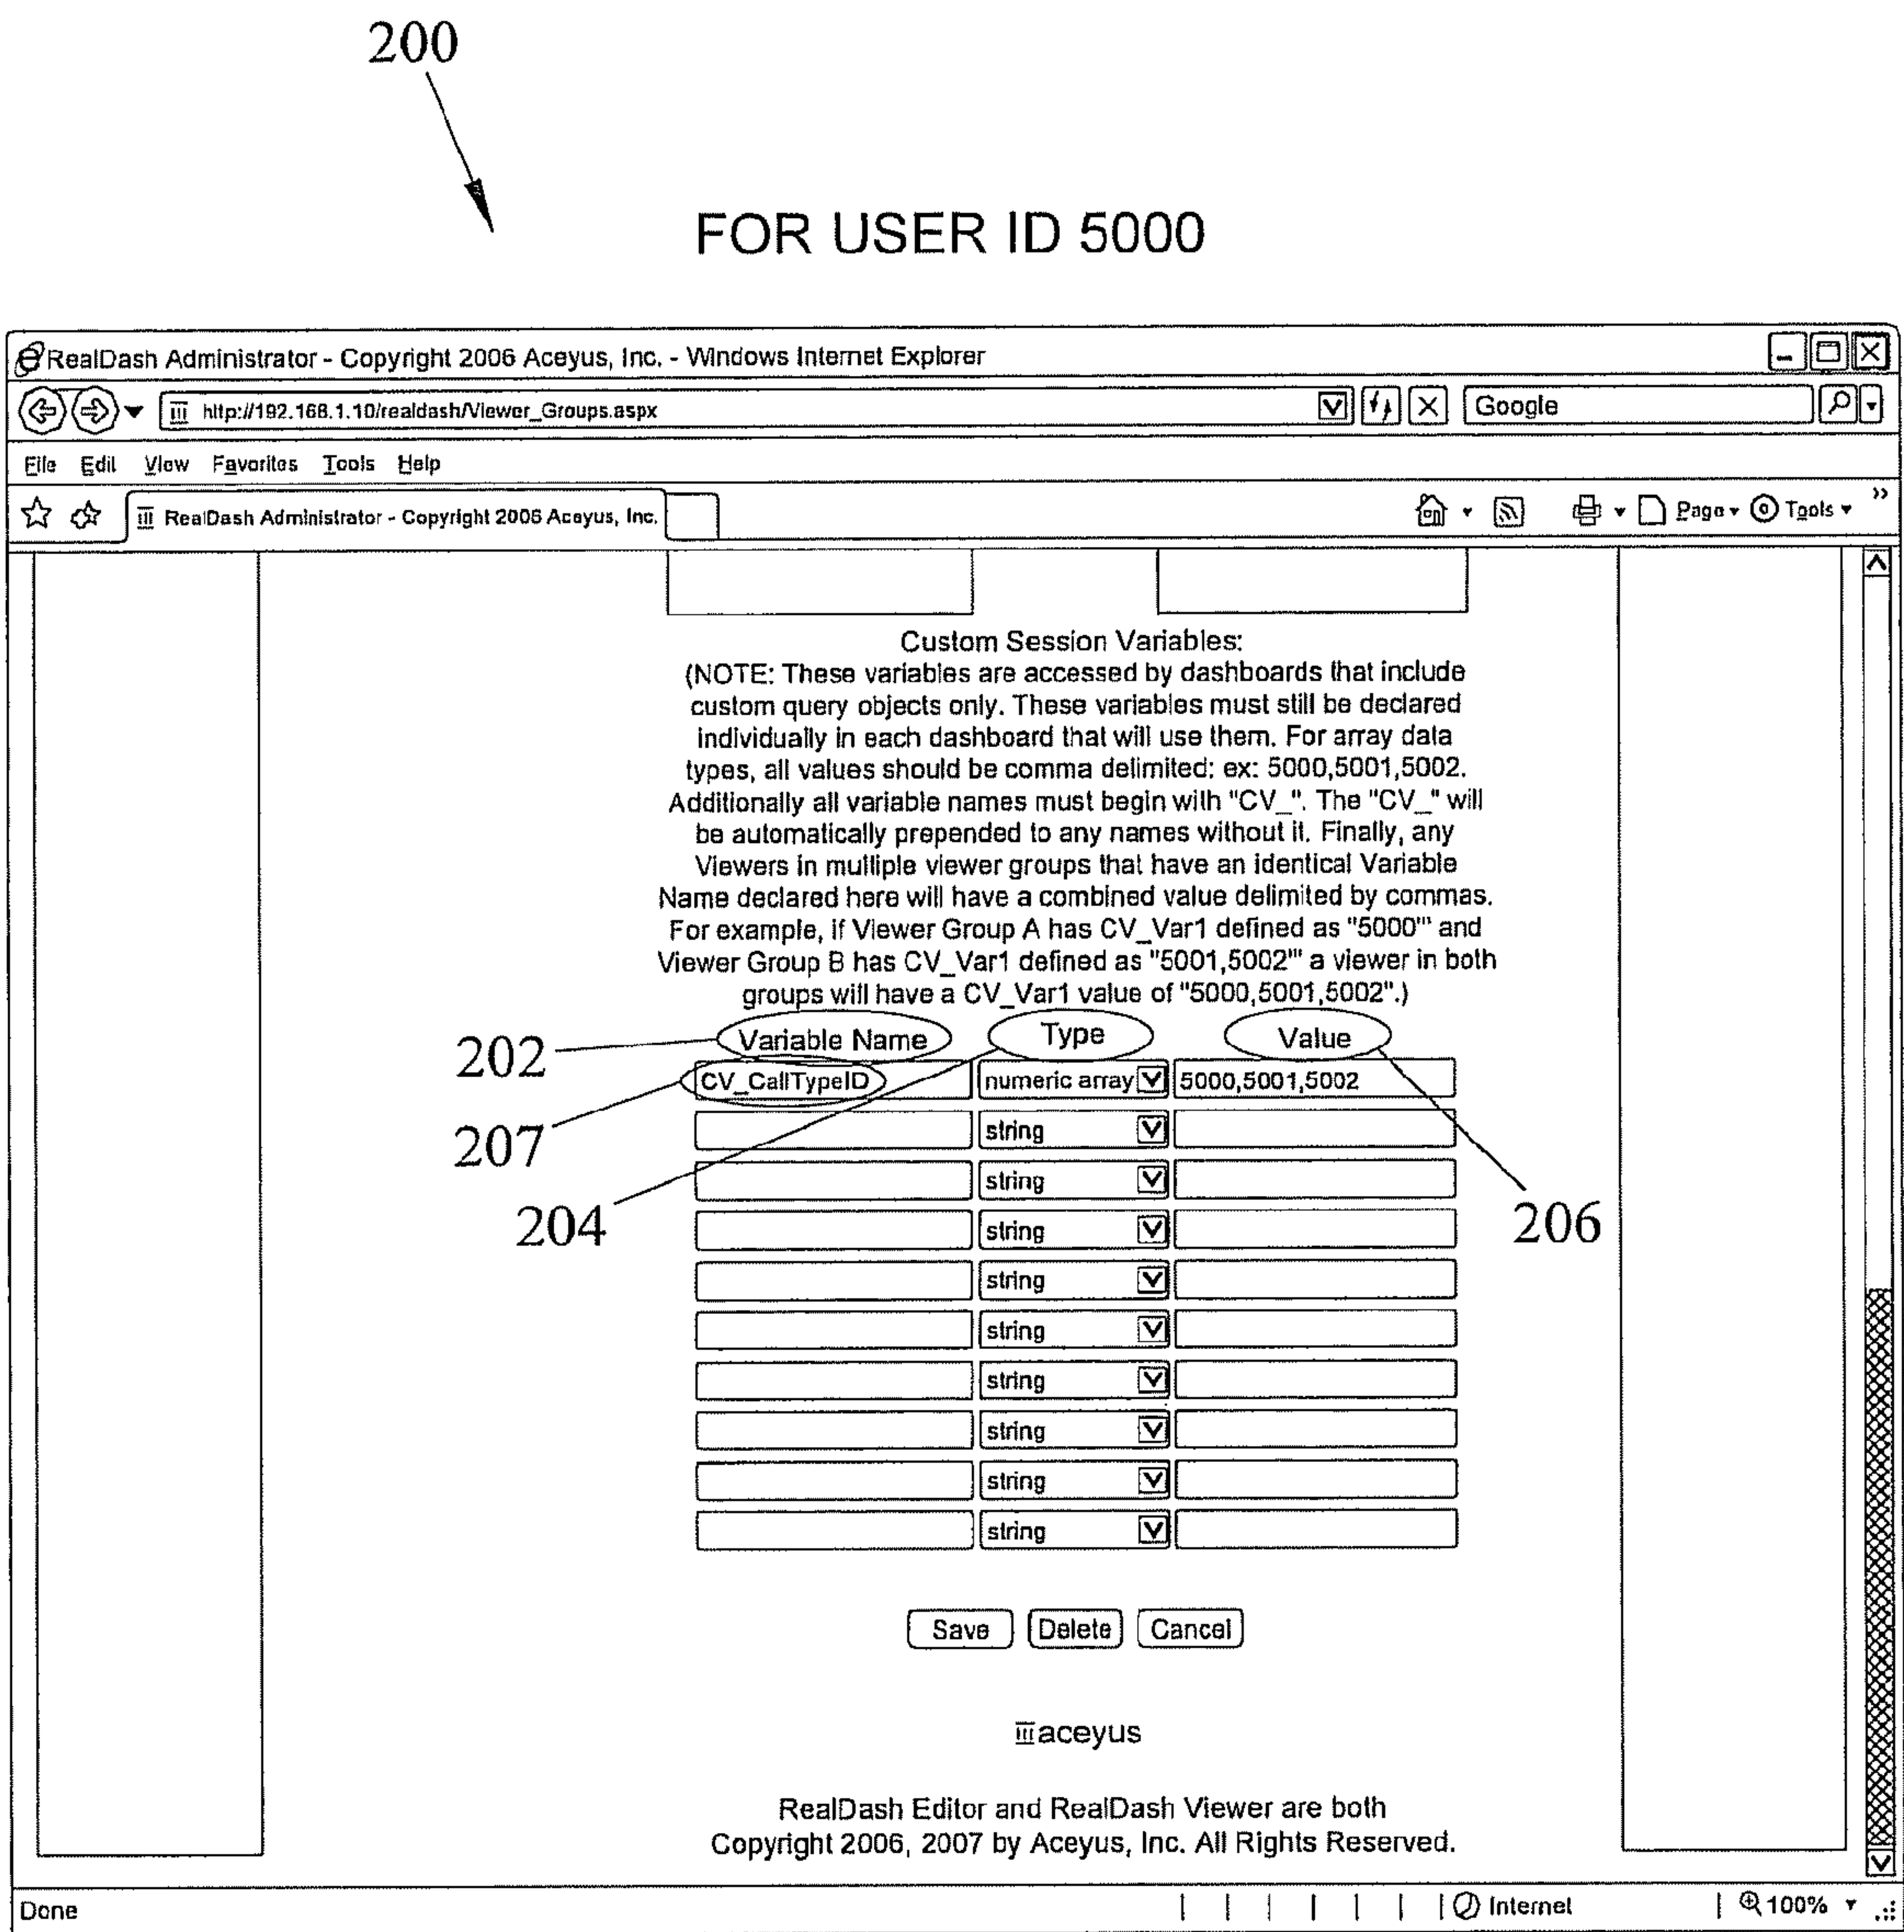 200
FOR USER ID 5000
RealDash Administrator - Copyright 2006 Aceyus, Inc. - Windows Internet Explorer
http://192.168.1.10/realdash/Viewer_Groups.aspx
Google
File Edit View Favorites Tools Help
RealDash Administrator - Copyright 2006 Aceyus, Inc.
Page Tools »
Custom Session Variables:
(NOTE: These variables are accessed by dashboards that include
custom query objects only. These variables must still be declared
individually in each dashboard that will use them. For array data
types, all values should be comma delimited: ex: 5000,5001,5002.
Additionally all variable names must begin with "CV_". The "CV_" will
be automatically prepended to any names without it. Finally, any
Viewers in multiple viewer groups that have an identical Variable
Name declared here will have a combined value delimited by commas.
For example, if Viewer Group A has CV_Var1 defined as "5000'" and
Viewer Group B has CV_Var1 defined as "5001,5002'" a viewer in both
groups will have a CV_Var1 value of "5000,5001,5002".)
202 Variable Name Type Value
CV_CallTypeID numeric array 5000,5001,5002
207 string
string
204 string 206
string
string
string
string
string
string
Save Delete Cancel
aceyus
RealDash Editor and RealDash Viewer are both
Copyright 2006, 2007 by Aceyus, Inc. All Rights Reserved.
Done Internet 100%